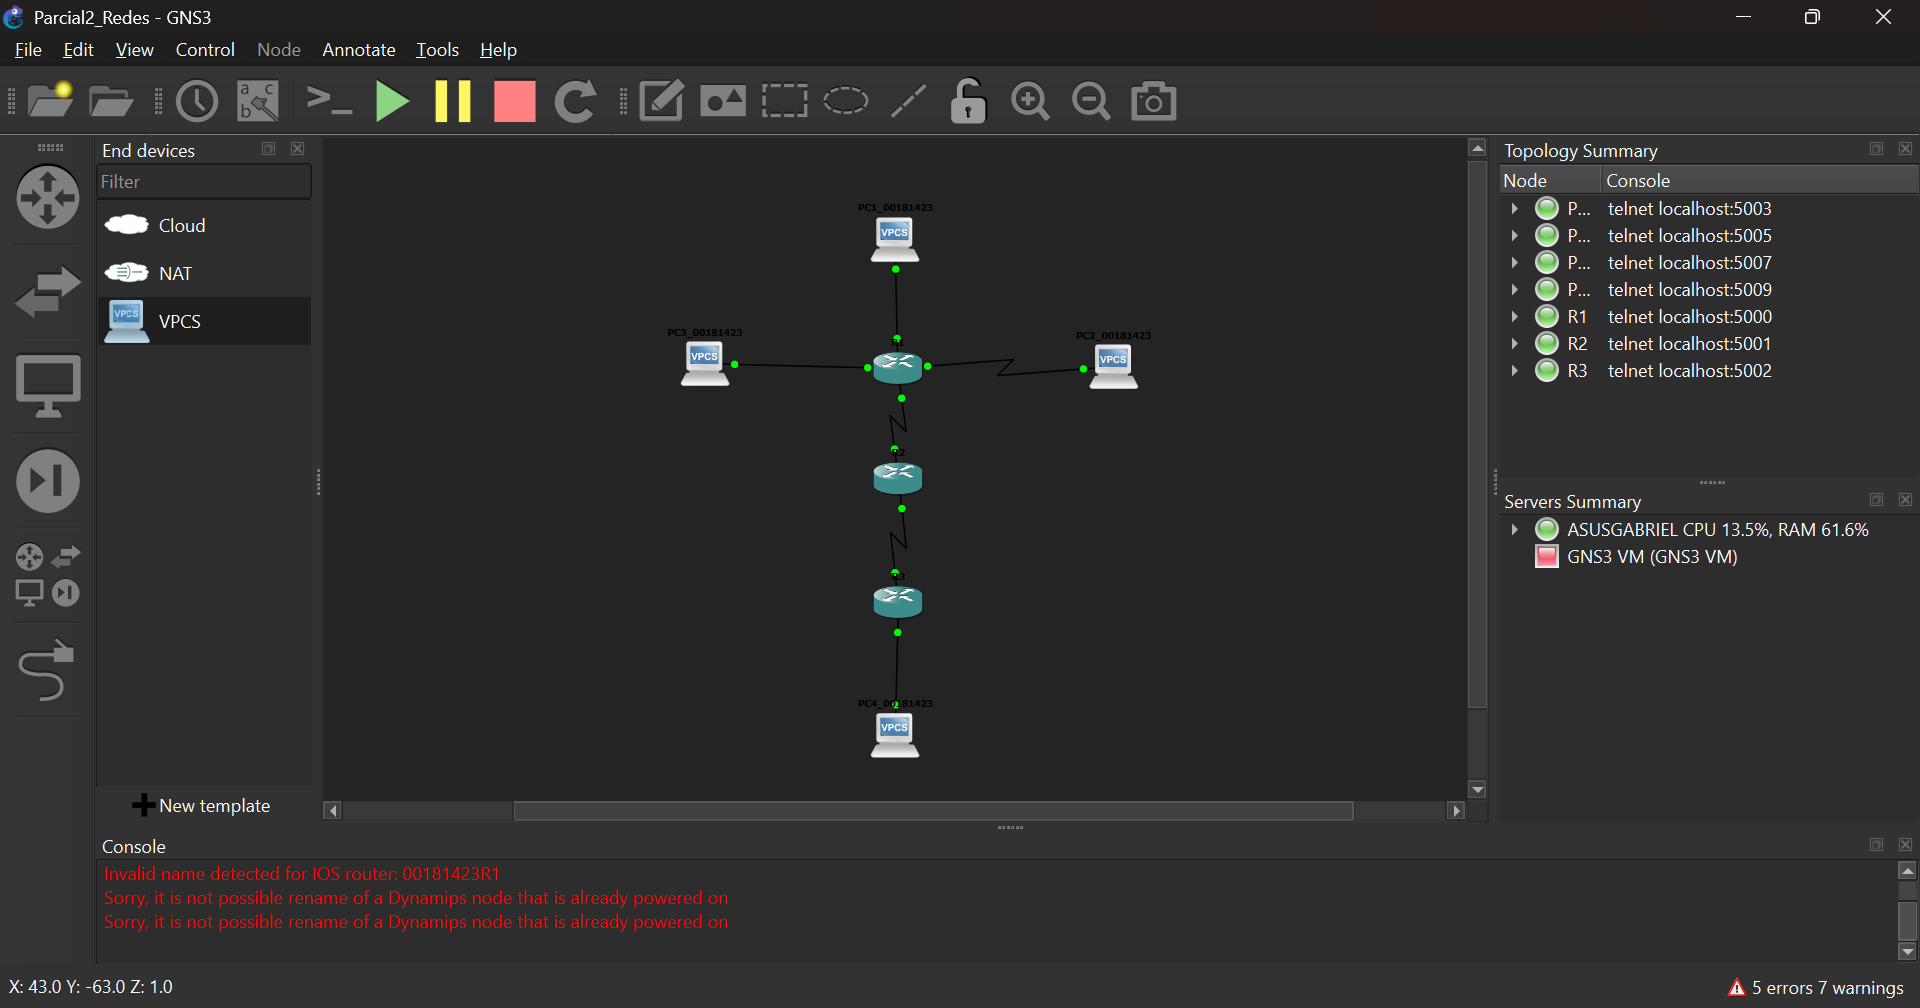 Parcial2_Redes - GNS3
File Edit View Control Node Annotate Tools Help
End devices
Filter
Cloud
NAT
VPCS
New template
PC1_00181423
VPCS
PC3_00181423
VPCS
PC2_00181423
VPCS
R1
R2
R3
PC4_00181423
VPCS
Topology Summary
Node Console
P... telnet localhost:5003
P... telnet localhost:5005
P... telnet localhost:5007
P... telnet localhost:5009
R1 telnet localhost:5000
R2 telnet localhost:5001
R3 telnet localhost:5002
Servers Summary
ASUSGABRIEL CPU 13.5%, RAM 61.6%
GNS3 VM (GNS3 VM)
Console
Invalid name detected for IOS router: 00181423R1
Sorry, it is not possible rename of a Dynamips node that is already powered on
Sorry, it is not possible rename of a Dynamips node that is already powered on
X: 43.0 Y: -63.0 Z: 1.0
5 errors 7 warnings